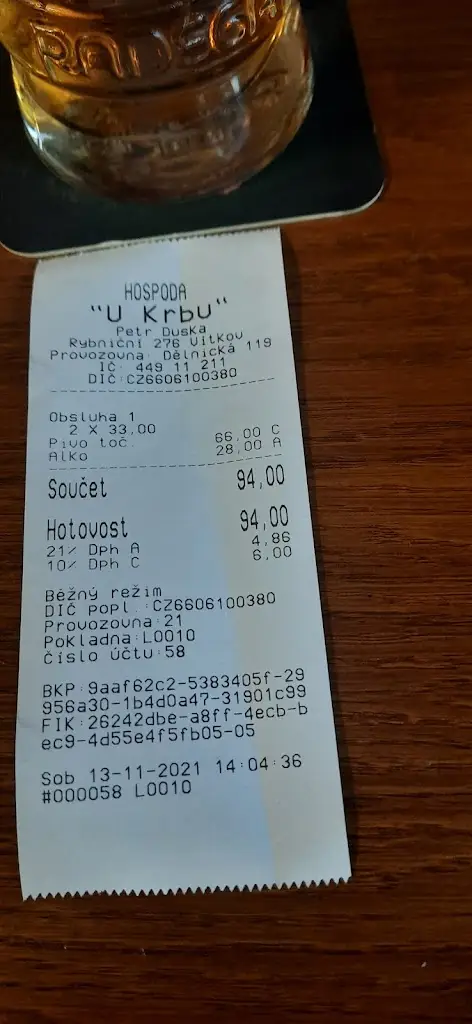 RADEGA
HOSPODA
"U Krbu"
Petr Duska
Rybniční 276 Vítkov
Provozovna: Dělnická 119
IČ: 449 11 211
DIČ:CZ6606100380
Obsluha 1
2 X 33,00
Pivo toč. 66,00 C
Alko 28,00 A
Součet 94,00
Hotovost 94,00
21% Dph A 4,86
10% Dph C 6,00
Běžný režim
DIČ popl.:CZ6606100380
Provozovna:21
Pokladna:L0010
Číslo účtu:58
BKP:9aaf62c2-5383405f-29
956a30-1b4d0a47-31901c99
FIK:26242dbe-a8ff-4ecb-b
ec9-4d55e4f5fb05-05
Sob 13-11-2021 14:04:36
#000058 L0010